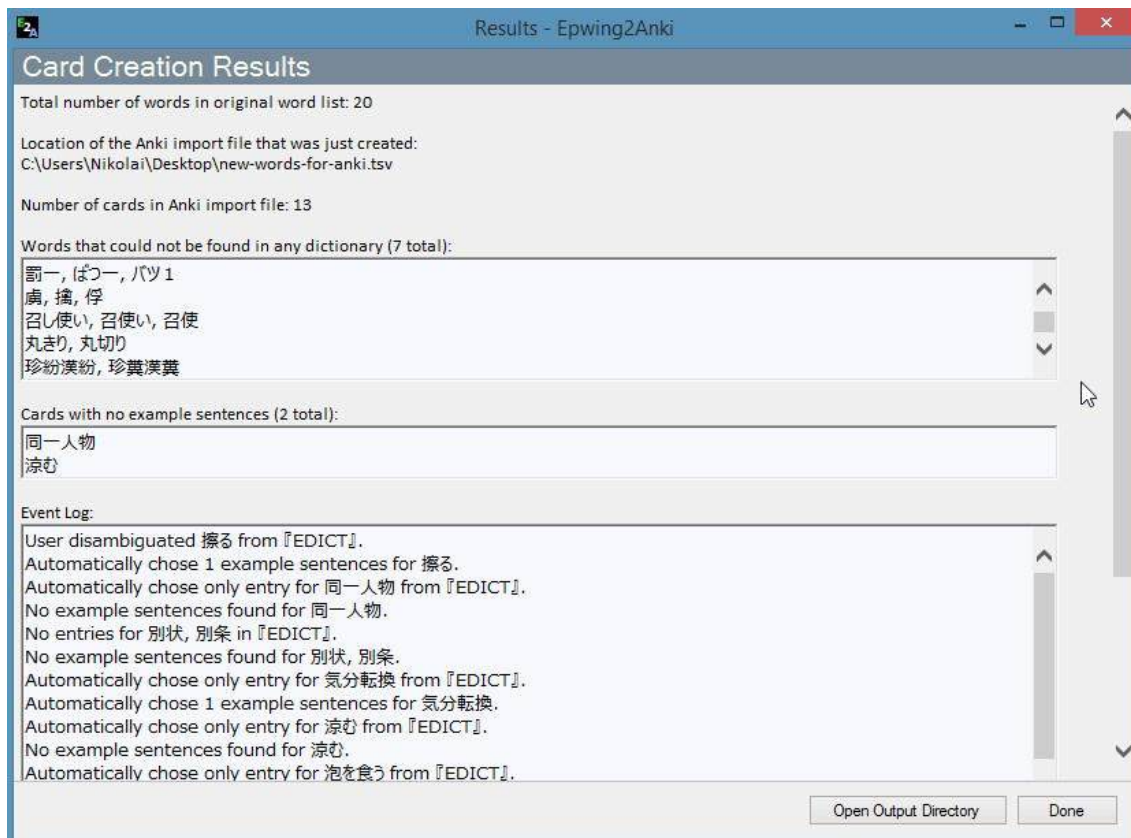 E2A
Results - Epwing2Anki
Card Creation Results
Total number of words in original word list: 20
Location of the Anki import file that was just created:
C:\Users\Nikolai\Desktop\new-words-for-anki.tsv
Number of cards in Anki import file: 13
Words that could not be found in any dictionary (7 total):
罰一, ばつ一, バツ１
虜, 擒, 俘
召し使い, 召使い, 召使
丸きり, 丸切り
珍紛漢紛, 珍糞漢糞
Cards with no example sentences (2 total):
同一人物
涼む
Event Log:
User disambiguated 擦る from『EDICT』.
Automatically chose 1 example sentences for 擦る.
Automatically chose only entry for 同一人物 from『EDICT』.
No example sentences found for 同一人物.
No entries for 別状, 別条 in『EDICT』.
No example sentences found for 別状, 別条.
Automatically chose only entry for 気分転換 from『EDICT』.
Automatically chose 1 example sentences for 気分転換.
Automatically chose only entry for 涼む from『EDICT』.
No example sentences found for 涼む.
Automatically chose only entry for 泡を食う from『EDICT』.
Open Output Directory
Done